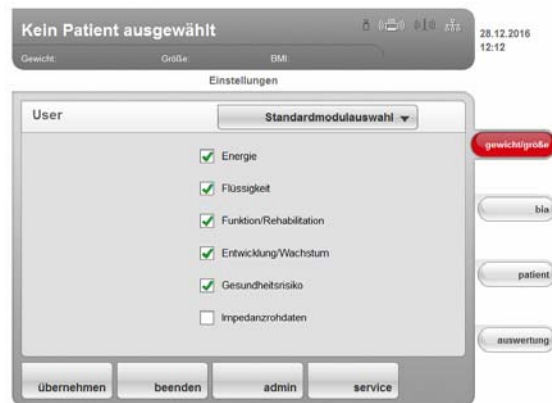 Kein Patient ausgewählt
28.12.2016
12:12
Gewicht: Größe: BMI:
Einstellungen
User Standardmodulauswahl
Energie
Flüssigkeit
Funktion/Rehabilitation
Entwicklung/Wachstum
Gesundheitsrisiko
Impedanzrohdaten
gewicht/größe
bia
patient
auswertung
übernehmen beenden admin service